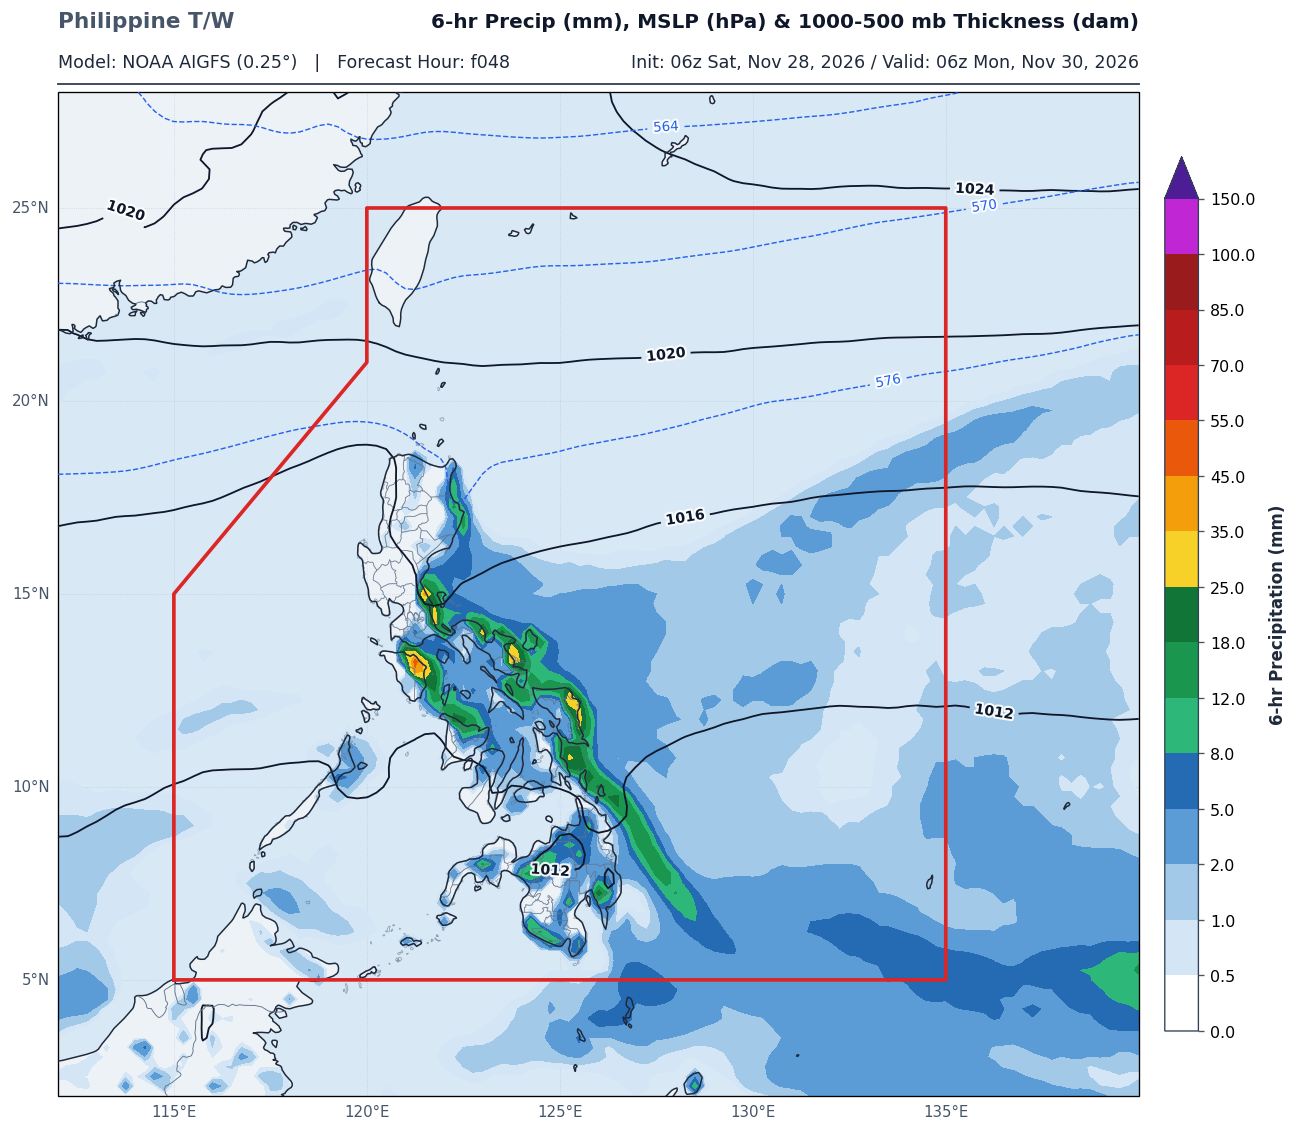 Philippine T/W
6-hr Precip (mm), MSLP (hPa) & 1000-500 mb Thickness (dam)
Model: NOAA AIGFS (0.25°)   |   Forecast Hour: f048
Init: 06z Sat, Nov 28, 2026 / Valid: 06z Mon, Nov 30, 2026
564
1024
570
1020
1020
576
1016
1012
1012
25°N
20°N
15°N
10°N
5°N
115°E
120°E
125°E
130°E
135°E
150.0
100.0
85.0
70.0
55.0
45.0
35.0
25.0
18.0
12.0
8.0
5.0
2.0
1.0
0.5
0.0
6-hr Precipitation (mm)